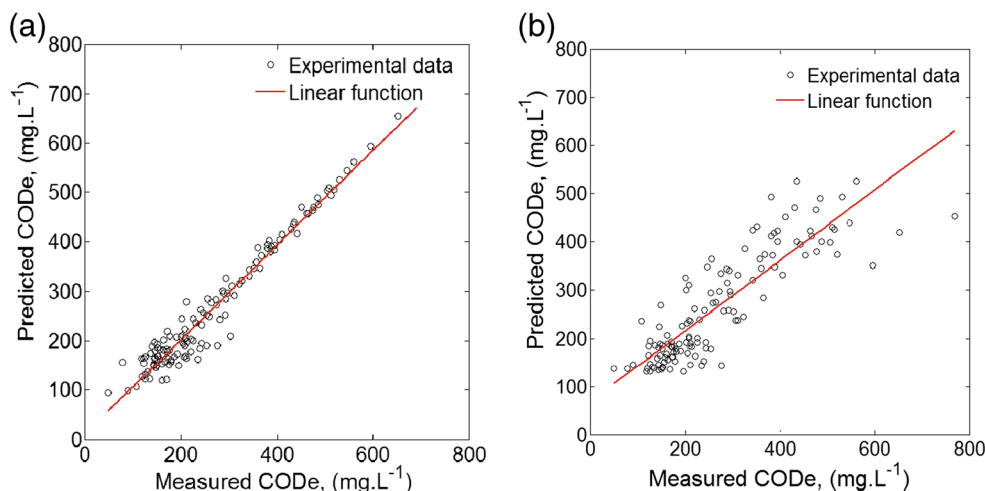 (a)
800
700
600
500
400
300
200
100
0
Predicted CODe, (mg.L⁻¹)
Experimental data
Linear function
0 200 400 600 800
Measured CODe, (mg.L⁻¹)
(b)
800
700
600
500
400
300
200
100
0
Predicted CODe, (mg.L⁻¹)
Experimental data
Linear function
0 200 400 600 800
Measured CODe, (mg.L⁻¹)